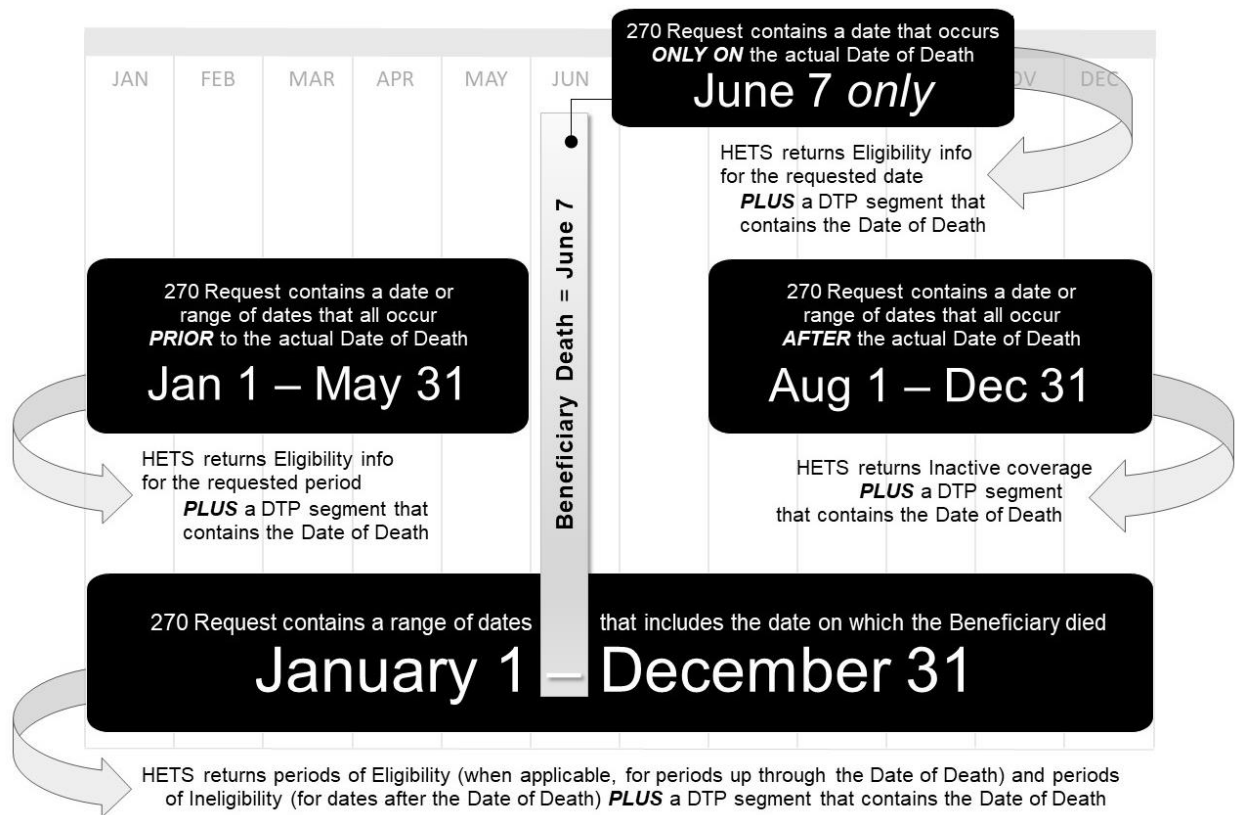 270 Request contains a date that occurs
ONLY ON the actual Date of Death
June 7 only
JAN FEB MAR APR MAY JUN OV DEC
HETS returns Eligibility info
for the requested date
PLUS a DTP segment that
contains the Date of Death
Beneficiary Death = June 7
270 Request contains a date or
range of dates that all occur
PRIOR to the actual Date of Death
Jan 1 – May 31
HETS returns Eligibility info
for the requested period
PLUS a DTP segment that
contains the Date of Death
270 Request contains a date or
range of dates that all occur
AFTER the actual Date of Death
Aug 1 – Dec 31
HETS returns Inactive coverage
PLUS a DTP segment
that contains the Date of Death
270 Request contains a range of dates that includes the date on which the Beneficiary died
January 1 – December 31
HETS returns periods of Eligibility (when applicable, for periods up through the Date of Death) and periods
of Ineligibility (for dates after the Date of Death) PLUS a DTP segment that contains the Date of Death